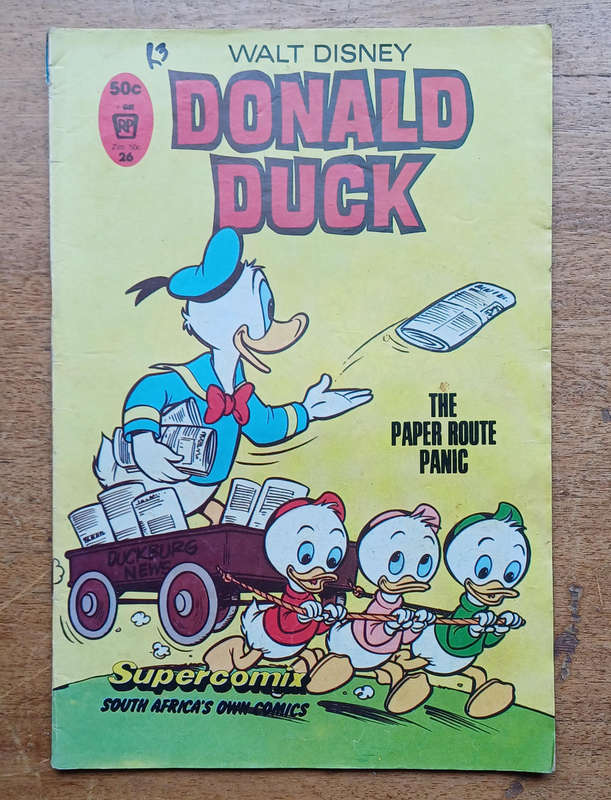 R3
WALT DISNEY
DONALD
DUCK
50c
RP
Zim 50c
26
THE
PAPER ROUTE
PANIC
DUCKBURG
NEWS
Supercomix
SOUTH AFRICA'S OWN COMICS